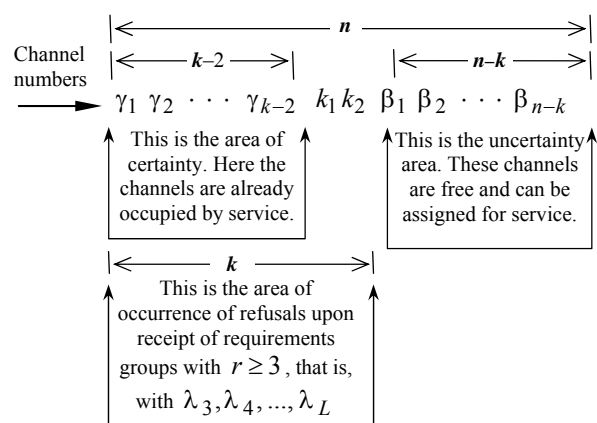 n
Channel
numbers
k–2
n–k
γ₁ γ₂ · · · γₖ₋₂ k₁ k₂ β₁ β₂ · · · βₙ₋ₖ
This is the area of
certainty. Here the
channels are already
occupied by service.
This is the uncertainty
area. These channels
are free and can be
assigned for service.
k
This is the area of
occurrence of refusals upon
receipt of requirements
groups with r ≥ 3, that is,
with λ₃, λ₄, ..., λ_L